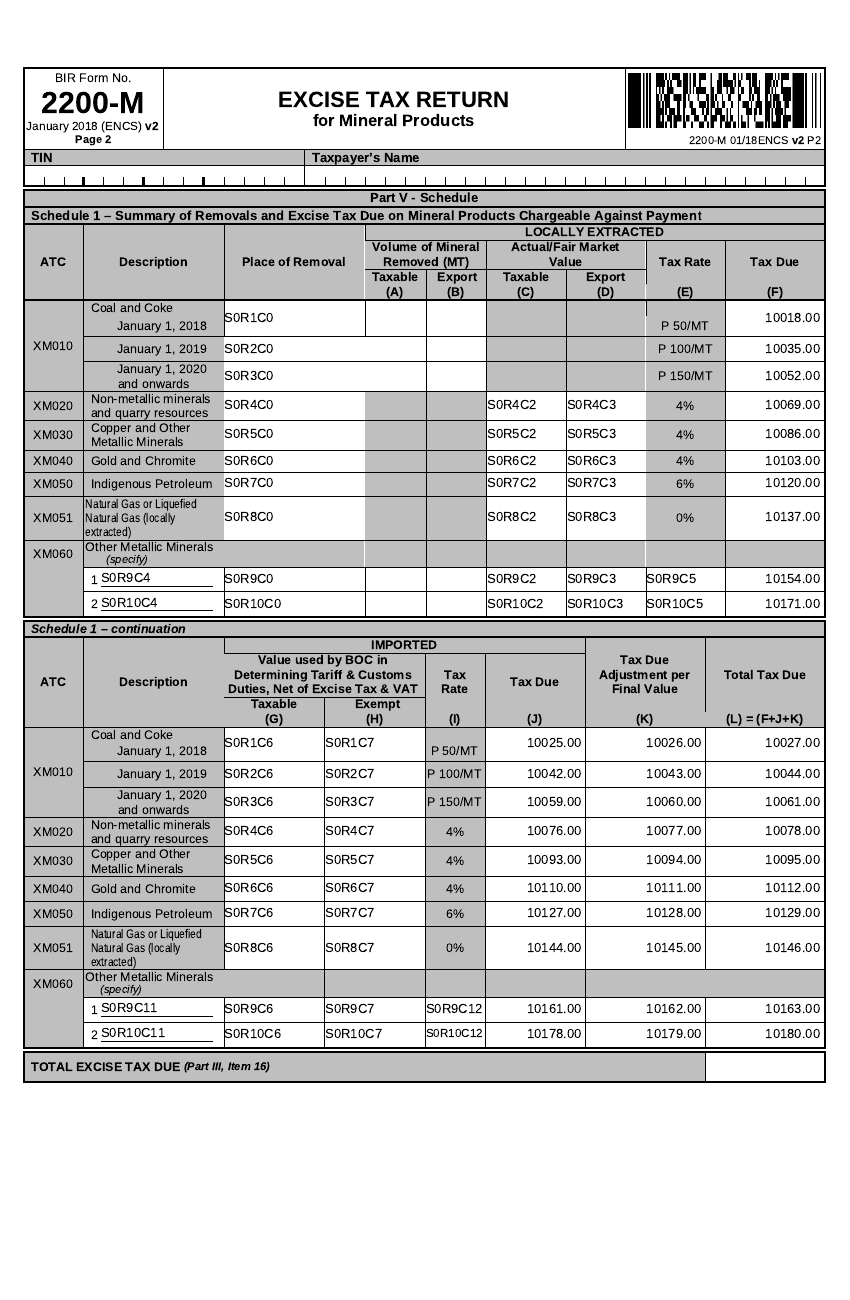 BIR Form No.
2200-M
January 2018 (ENCS) v2
Page 2
EXCISE TAX RETURN
for Mineral Products
2200-M 01/18ENCS v2 P2
TIN Taxpayer's Name
Part V - Schedule
Schedule 1 – Summary of Removals and Excise Tax Due on Mineral Products Chargeable Against Payment
ATC Description Place of Removal LOCALLY EXTRACTED
Volume of Mineral Removed (MT) Actual/Fair Market Value Tax Rate Tax Due
Taxable Export Taxable Export
(A) (B) (C) (D) (E) (F)
XM010 Coal and Coke
January 1, 2018 S0R1C0 P 50/MT 10018.00
January 1, 2019 S0R2C0 P 100/MT 10035.00
January 1, 2020 and onwards S0R3C0 P 150/MT 10052.00
XM020 Non-metallic minerals and quarry resources S0R4C0 S0R4C2 S0R4C3 4% 10069.00
XM030 Copper and Other Metallic Minerals S0R5C0 S0R5C2 S0R5C3 4% 10086.00
XM040 Gold and Chromite S0R6C0 S0R6C2 S0R6C3 4% 10103.00
XM050 Indigenous Petroleum S0R7C0 S0R7C2 S0R7C3 6% 10120.00
XM051 Natural Gas or Liquefied Natural Gas (locally extracted) S0R8C0 S0R8C2 S0R8C3 0% 10137.00
XM060 Other Metallic Minerals
(specify)
1 S0R9C4 S0R9C0 S0R9C2 S0R9C3 S0R9C5 10154.00
2 S0R10C4 S0R10C0 S0R10C2 S0R10C3 S0R10C5 10171.00
Schedule 1 – continuation
ATC Description IMPORTED
Value used by BOC in Determining Tariff & Customs Duties, Net of Excise Tax & VAT Tax Rate Tax Due Tax Due Adjustment per Final Value Total Tax Due
Taxable Exempt
(G) (H) (I) (J) (K) (L) = (F+J+K)
XM010 Coal and Coke
January 1, 2018 S0R1C6 S0R1C7 P 50/MT 10025.00 10026.00 10027.00
January 1, 2019 S0R2C6 S0R2C7 P 100/MT 10042.00 10043.00 10044.00
January 1, 2020 and onwards S0R3C6 S0R3C7 P 150/MT 10059.00 10060.00 10061.00
XM020 Non-metallic minerals and quarry resources S0R4C6 S0R4C7 4% 10076.00 10077.00 10078.00
XM030 Copper and Other Metallic Minerals S0R5C6 S0R5C7 4% 10093.00 10094.00 10095.00
XM040 Gold and Chromite S0R6C6 S0R6C7 4% 10110.00 10111.00 10112.00
XM050 Indigenous Petroleum S0R7C6 S0R7C7 6% 10127.00 10128.00 10129.00
XM051 Natural Gas or Liquefied Natural Gas (locally extracted) S0R8C6 S0R8C7 0% 10144.00 10145.00 10146.00
XM060 Other Metallic Minerals
(specify)
1 S0R9C11 S0R9C6 S0R9C7 S0R9C12 10161.00 10162.00 10163.00
2 S0R10C11 S0R10C6 S0R10C7 S0R10C12 10178.00 10179.00 10180.00
TOTAL EXCISE TAX DUE (Part III, Item 16)